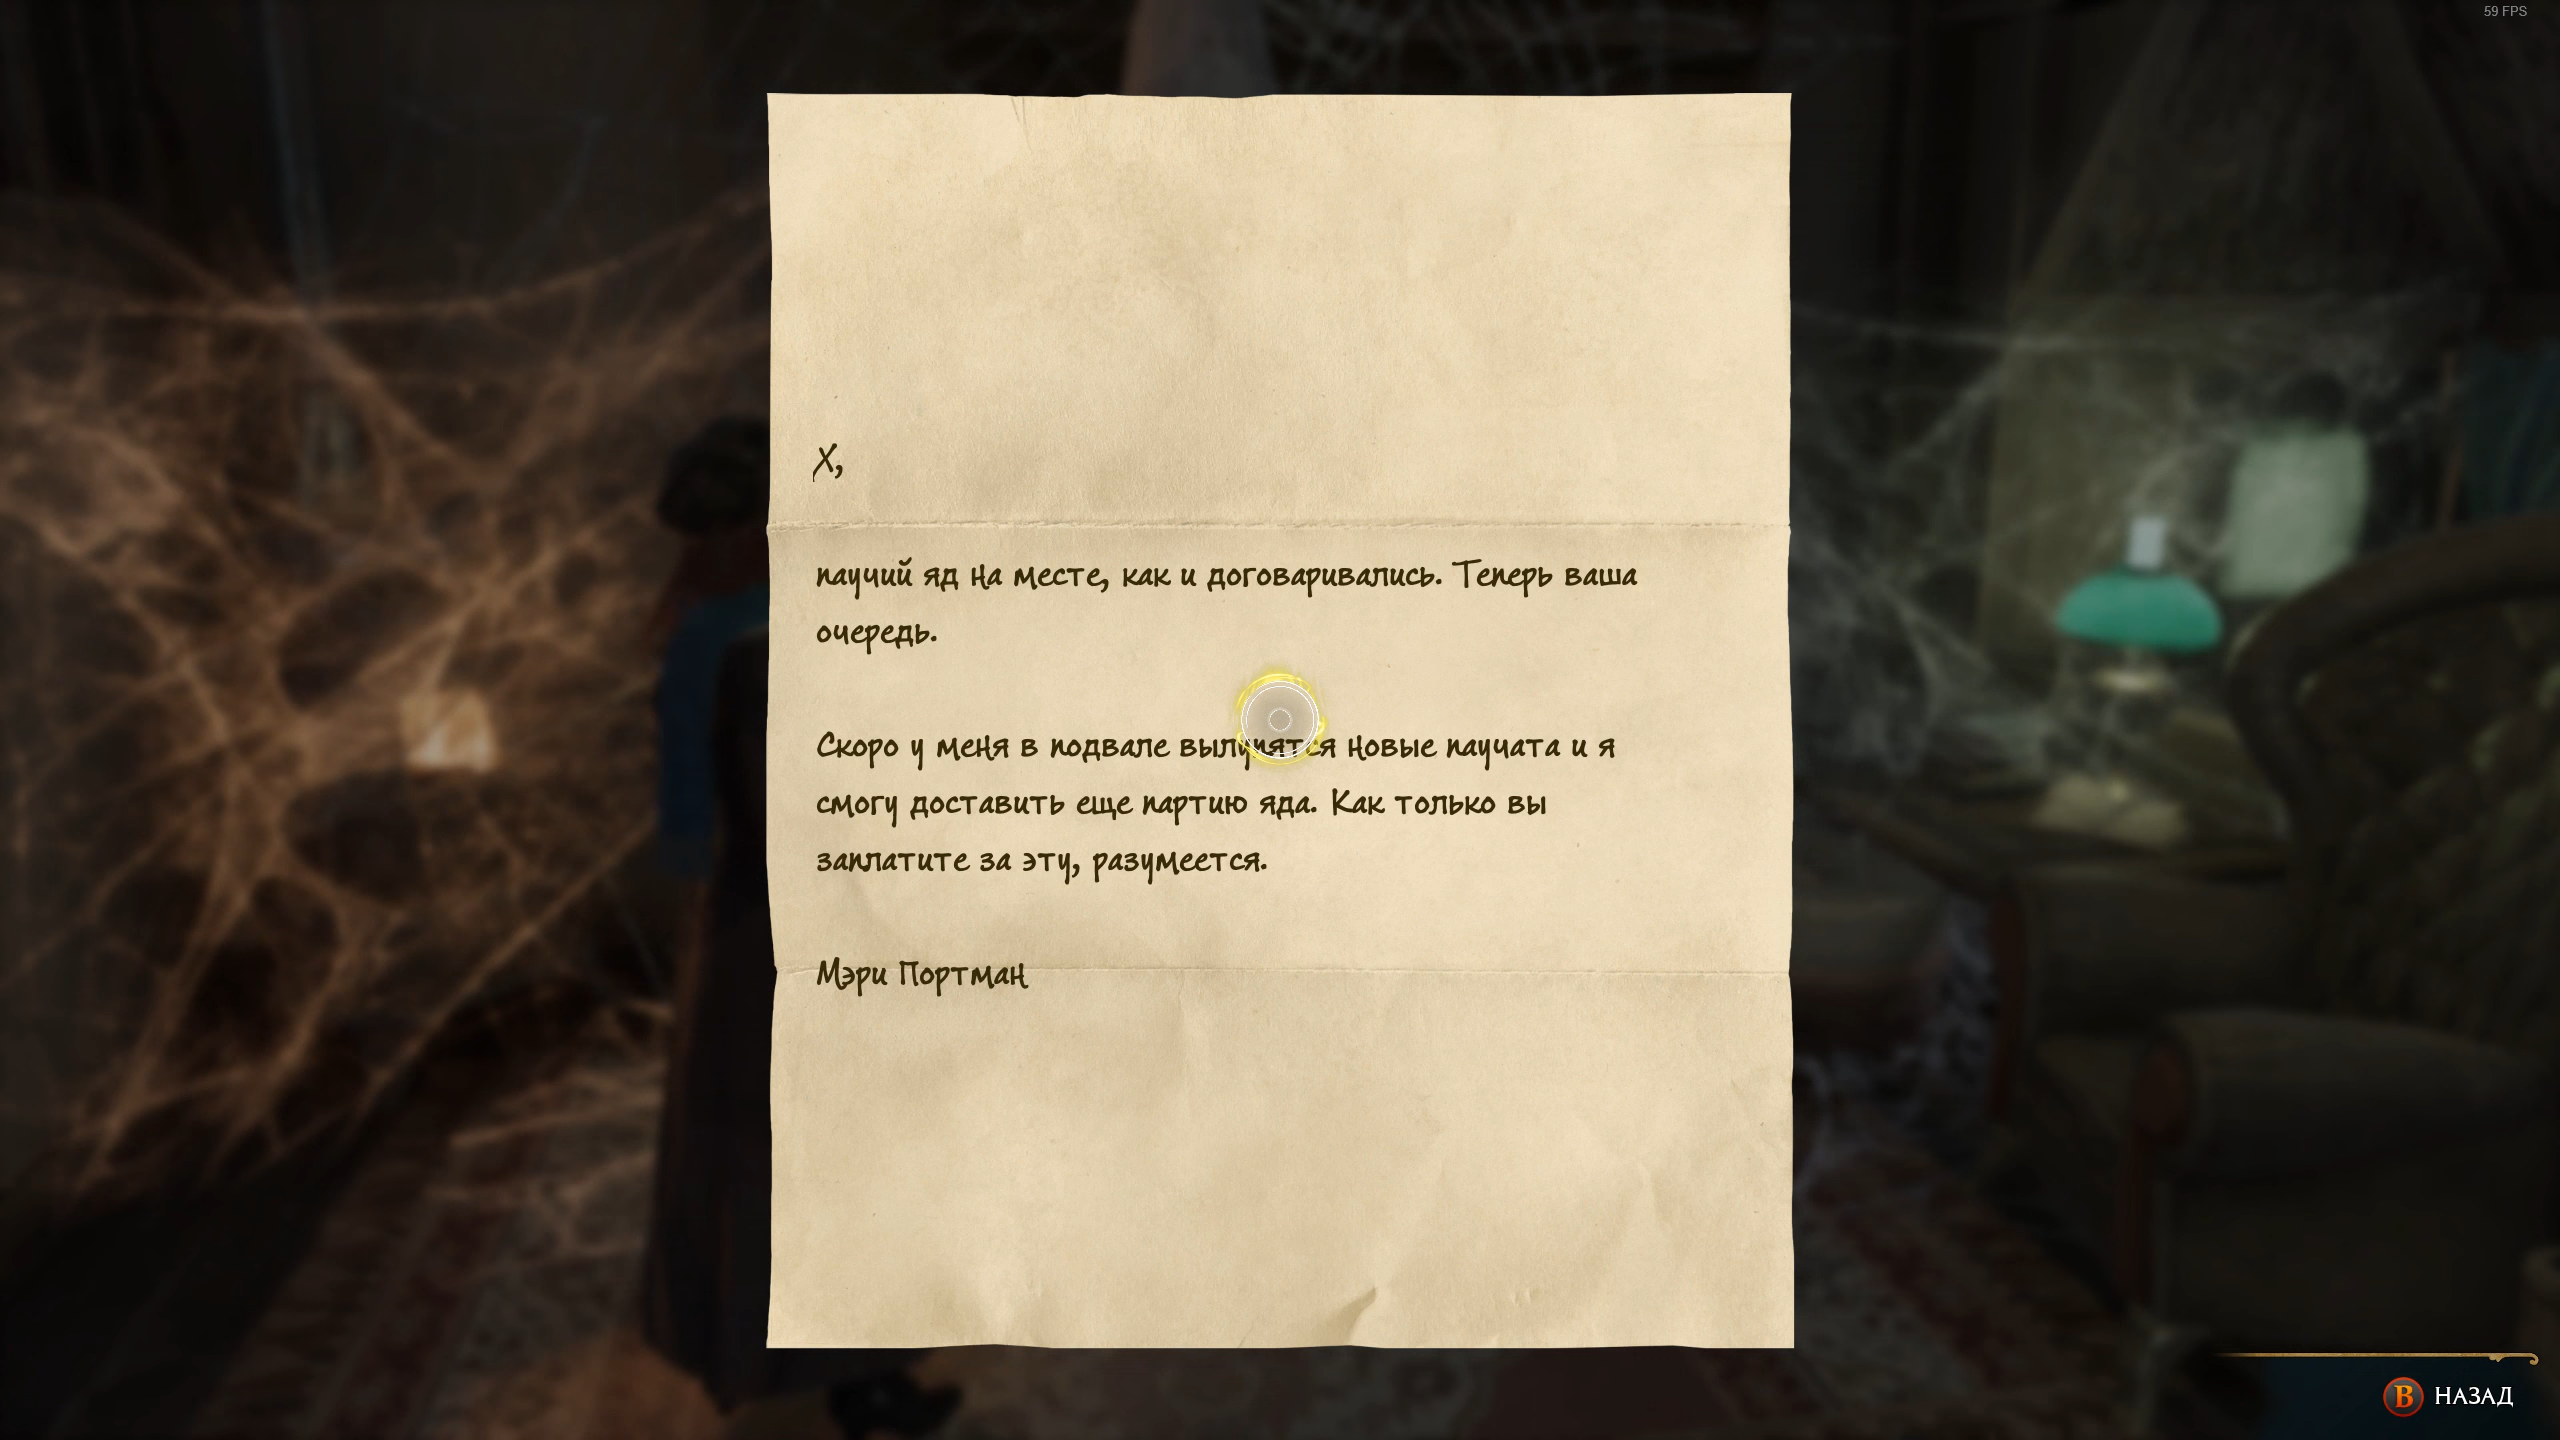 59 FPS
Х,
паучий яд на месте, как и договаривались. Теперь ваша
очередь.
Скоро у меня в подвале вылупятся новые паучата и я
смогу доставить еще партию яда. Как только вы
заплатите за эту, разумеется.
Мэри Портман
B НАЗАД